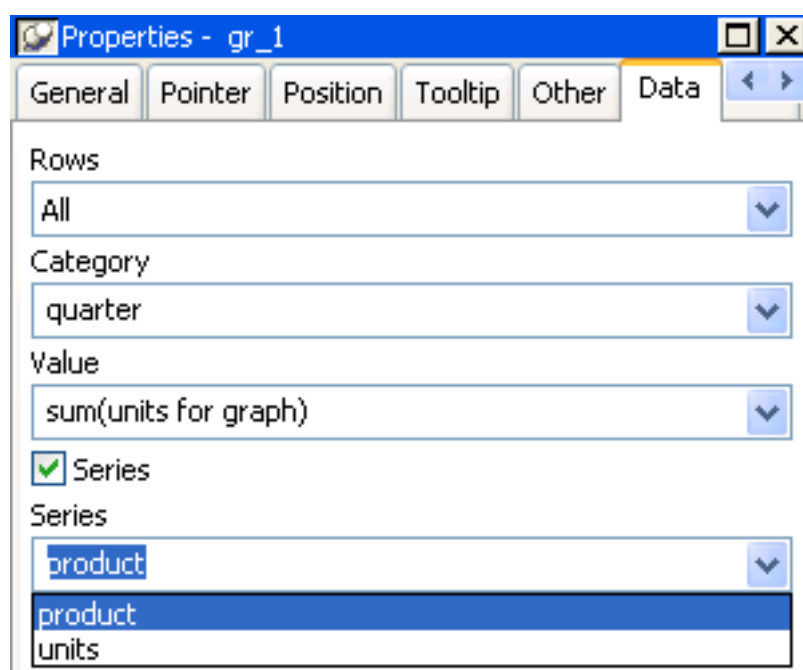 Properties - gr_1
General Pointer Position Tooltip Other Data
Rows
All
Category
quarter
Value
sum(units for graph)
Series
Series
product
product
units